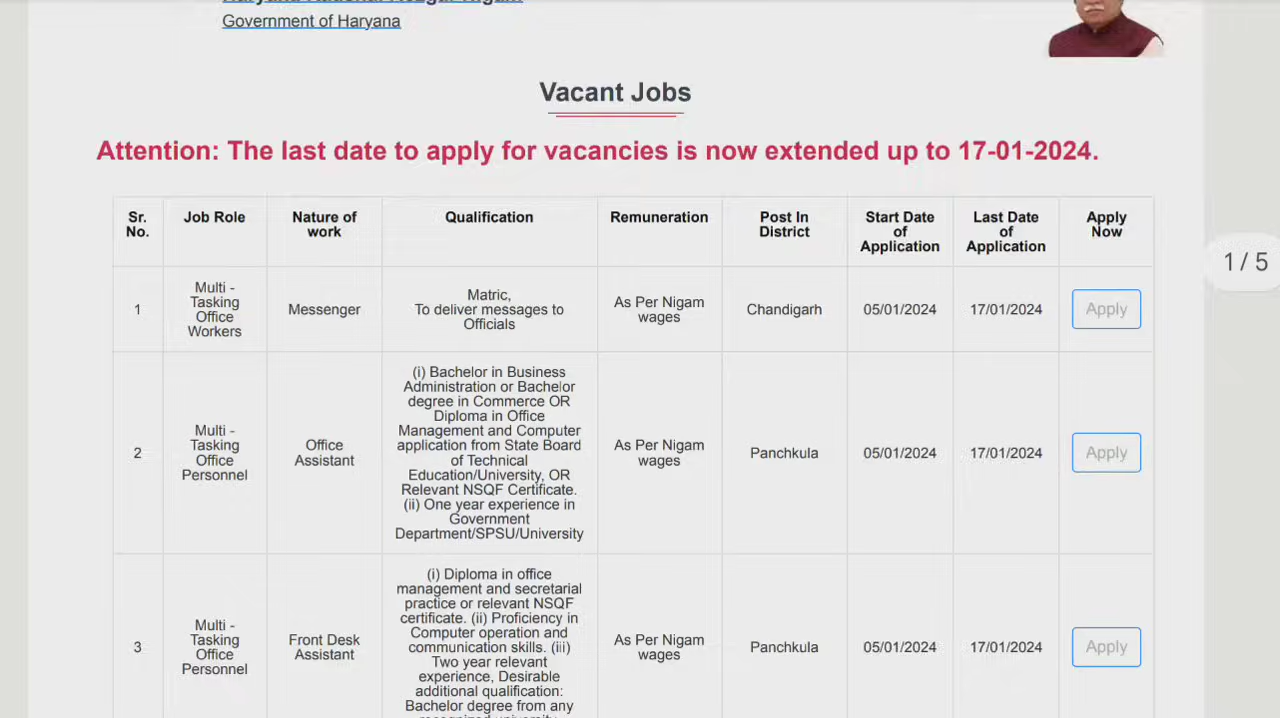 Government of Haryana
Vacant Jobs
Attention: The last date to apply for vacancies is now extended up to 17-01-2024.
Sr.
No.
Job Role
Nature of
work
Qualification
Remuneration
Post In
District
Start Date
of
Application
Last Date
of
Application
Apply
Now
1 / 5
1
Multi -
Tasking
Office
Workers
Messenger
Matric,
To deliver messages to
Officials
As Per Nigam
wages
Chandigarh
05/01/2024
17/01/2024
Apply
2
Multi -
Tasking
Office
Personnel
Office
Assistant
(i) Bachelor in Business
Administration or Bachelor
degree in Commerce OR
Diploma in Office
Management and Computer
application from State Board
of Technical
Education/University, OR
Relevant NSQF Certificate.
(ii) One year experience in
Government
Department/SPSU/University
As Per Nigam
wages
Panchkula
05/01/2024
17/01/2024
Apply
3
Multi -
Tasking
Office
Personnel
Front Desk
Assistant
(i) Diploma in office
management and secretarial
practice or relevant NSQF
certificate. (ii) Proficiency in
Computer operation and
communication skills. (iii)
Two year relevant
experience, Desirable
additional qualification:
Bachelor degree from any
As Per Nigam
wages
Panchkula
05/01/2024
17/01/2024
Apply